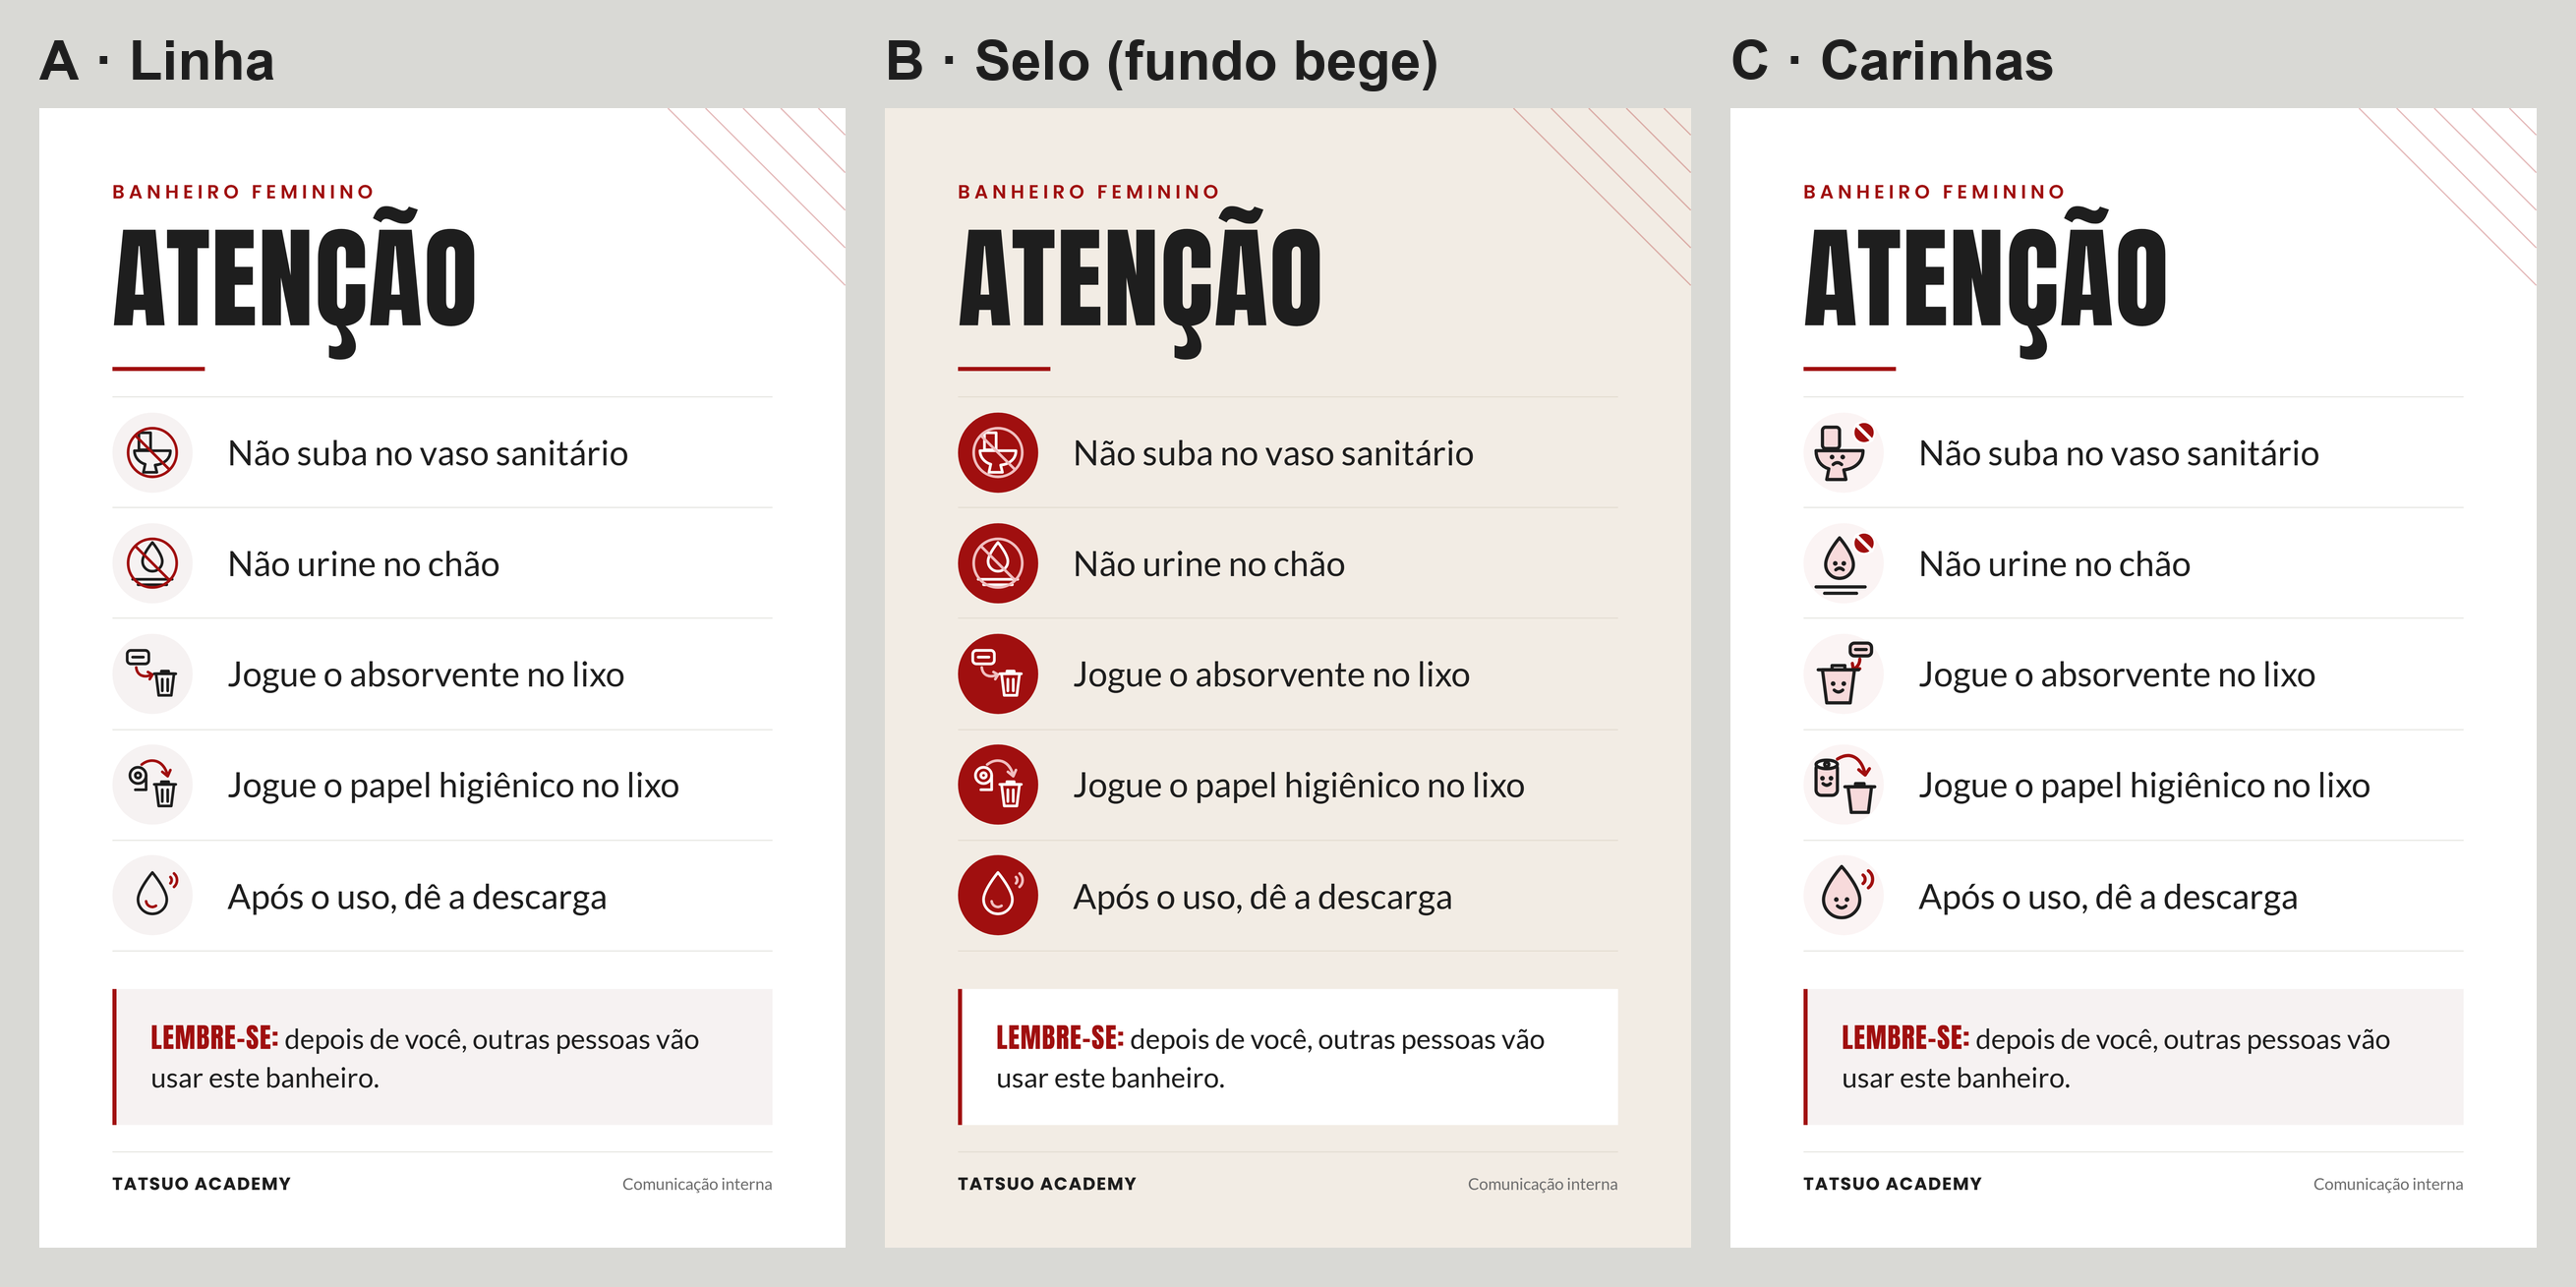 A · Linha
BANHEIRO FEMININO
ATENÇÃO
Não suba no vaso sanitário
Não urine no chão
Jogue o absorvente no lixo
Jogue o papel higiênico no lixo
Após o uso, dê a descarga
LEMBRE-SE: depois de você, outras pessoas vão
usar este banheiro.
TATSUO ACADEMY
Comunicação interna
B · Selo (fundo bege)
BANHEIRO FEMININO
ATENÇÃO
Não suba no vaso sanitário
Não urine no chão
Jogue o absorvente no lixo
Jogue o papel higiênico no lixo
Após o uso, dê a descarga
LEMBRE-SE: depois de você, outras pessoas vão
usar este banheiro.
TATSUO ACADEMY
Comunicação interna
C · Carinhas
BANHEIRO FEMININO
ATENÇÃO
Não suba no vaso sanitário
Não urine no chão
Jogue o absorvente no lixo
Jogue o papel higiênico no lixo
Após o uso, dê a descarga
LEMBRE-SE: depois de você, outras pessoas vão
usar este banheiro.
TATSUO ACADEMY
Comunicação interna